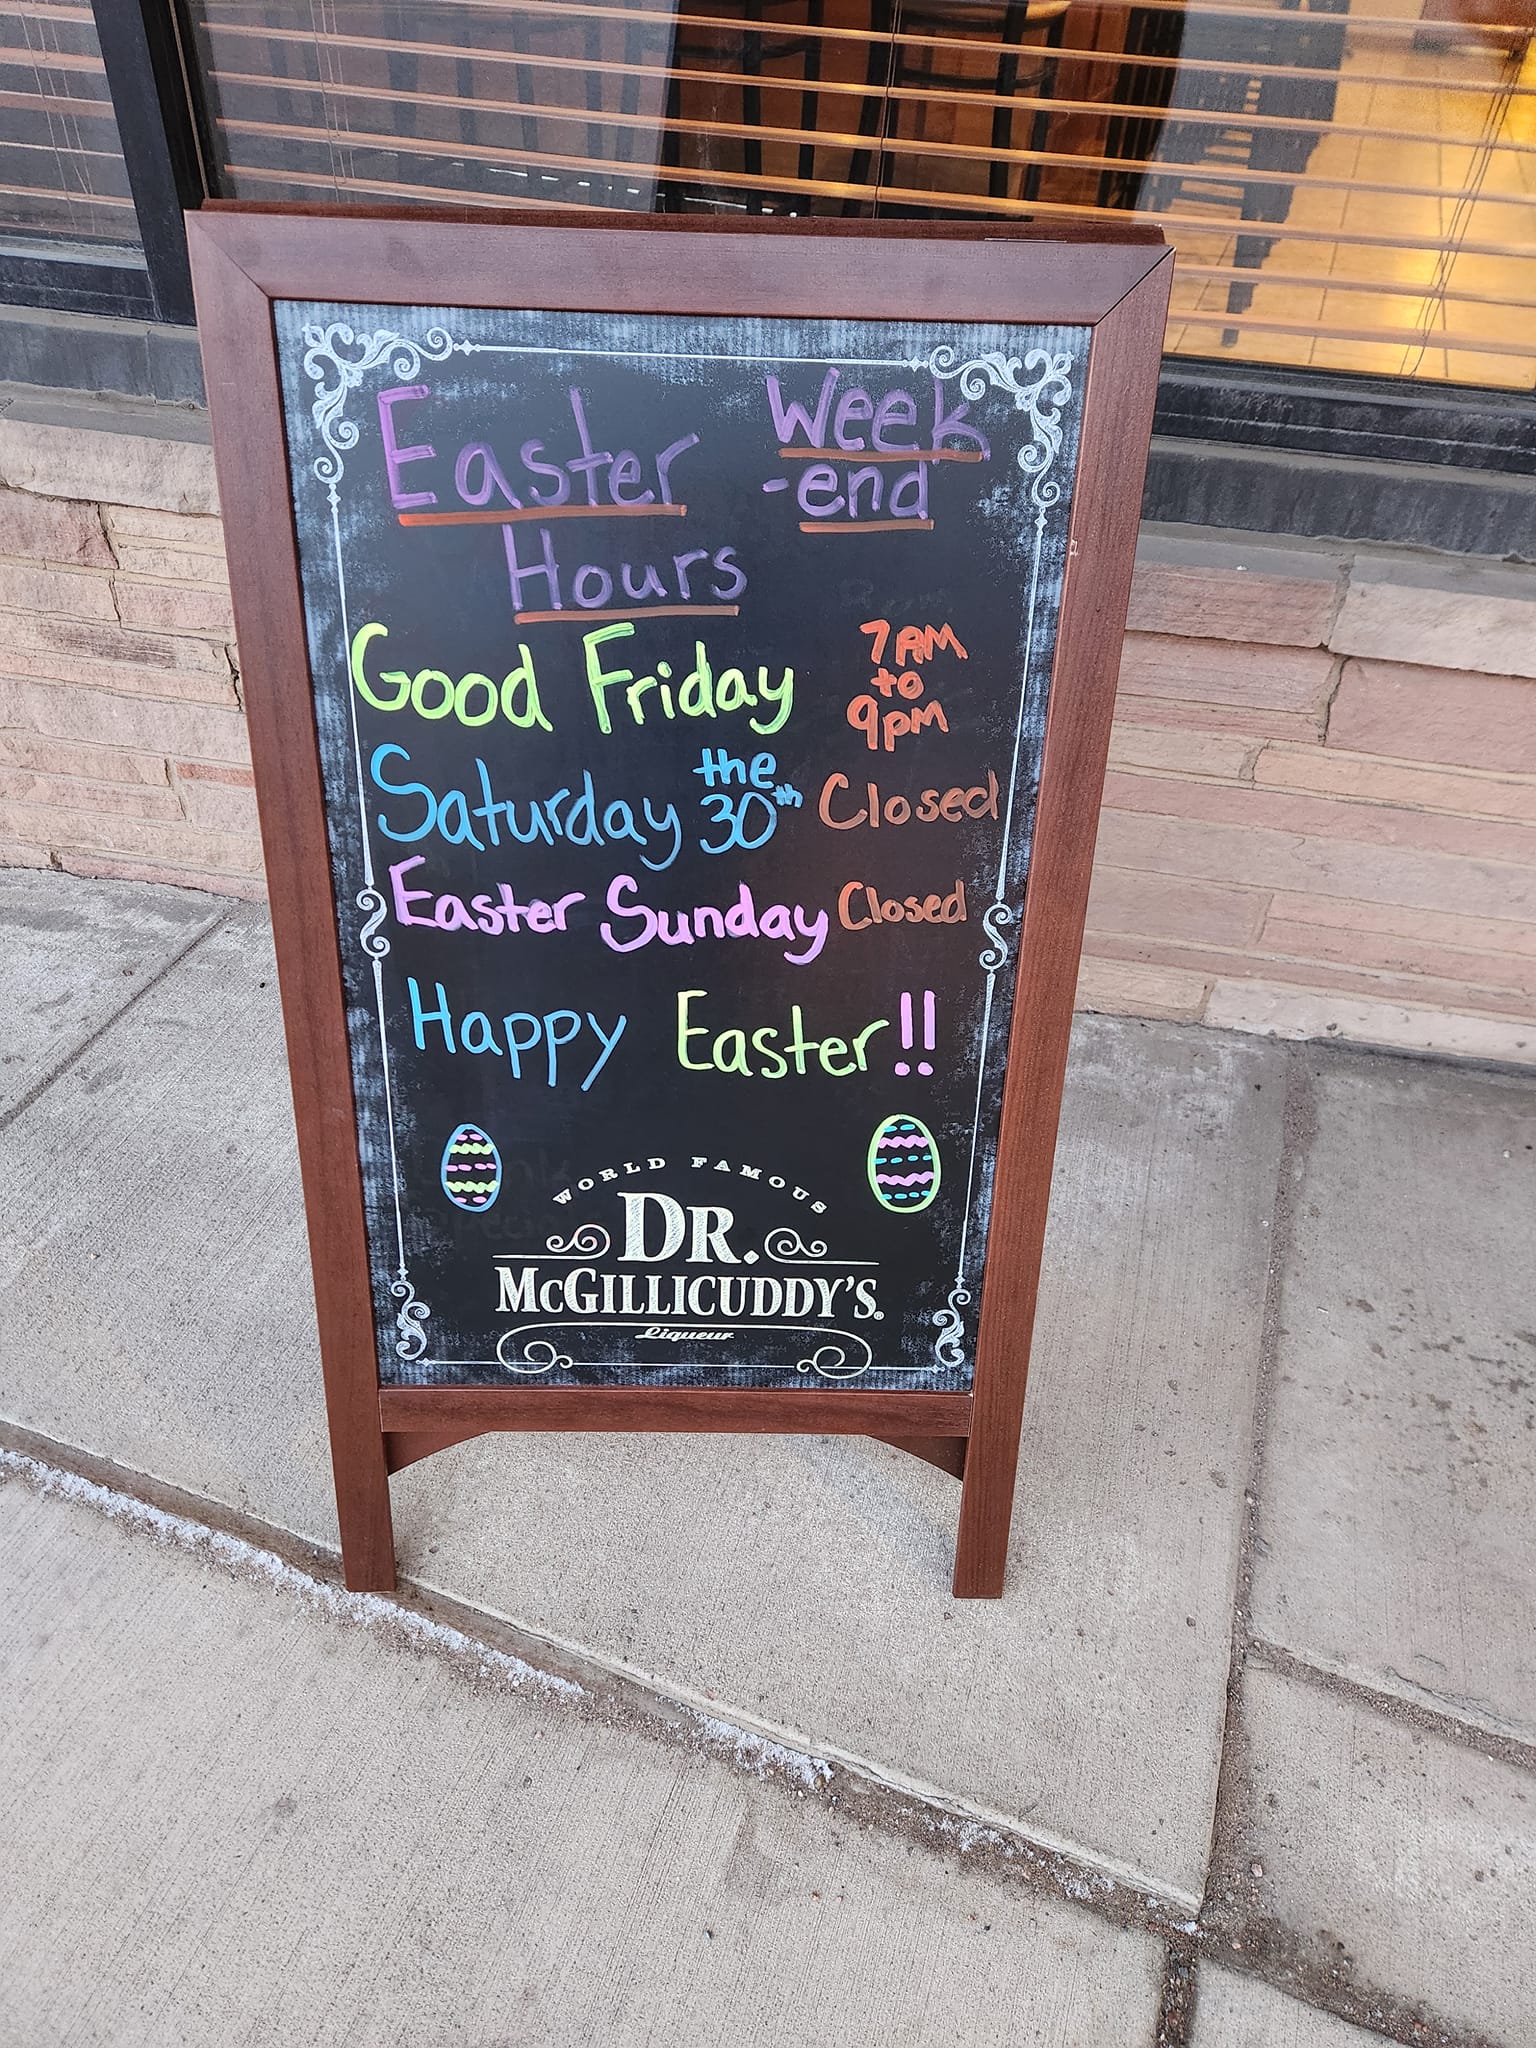 Easter Week
-end
Hours
Good Friday 7AM
to
9pm
Saturday the
30th Closed
Easter Sunday Closed
Happy Easter!!
WORLD FAMOUS
DR.
MCGILLICUDDY'S®
Liqueur